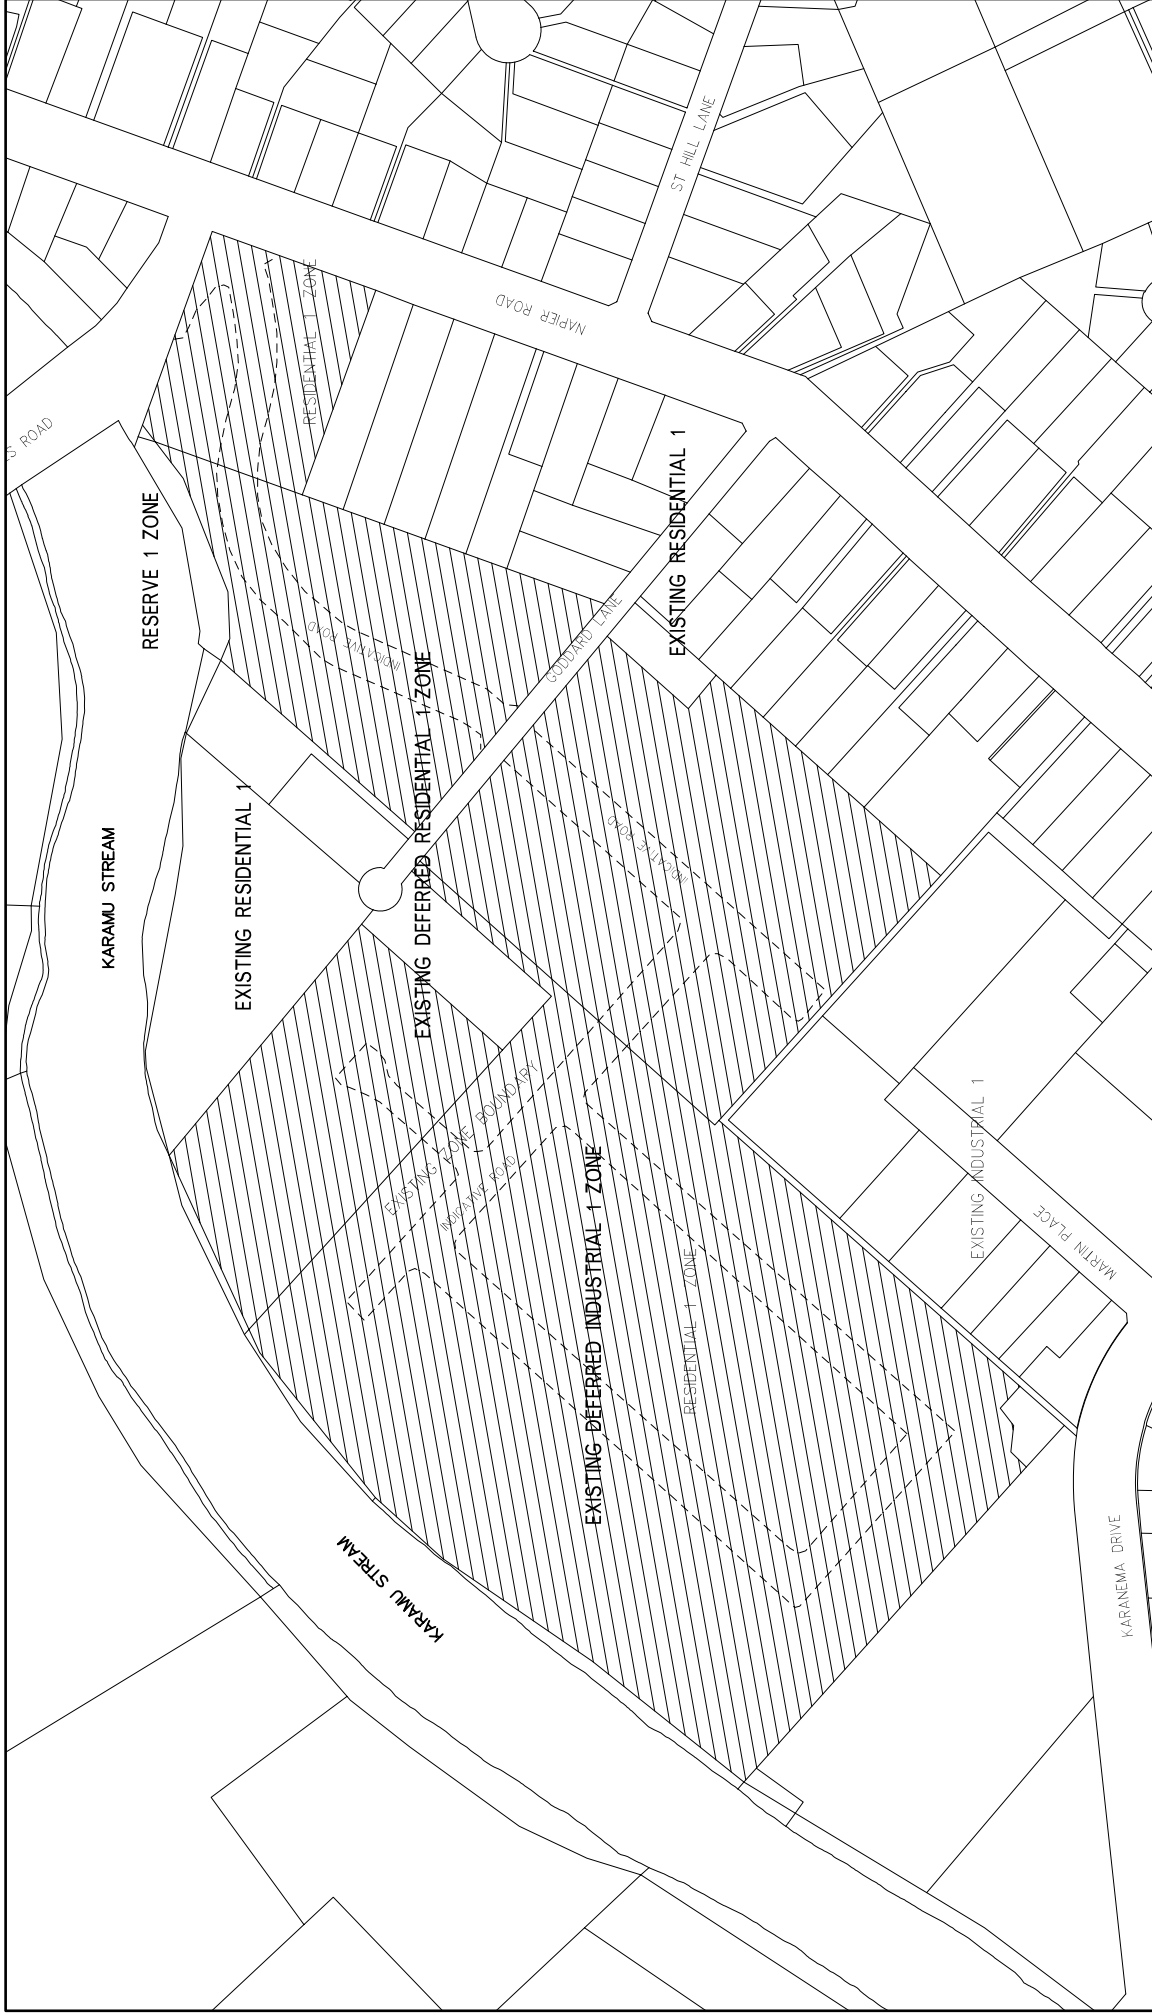 ST HILL LANE
NAPIER ROAD
RESIDENTIAL 1 ZONE
ROAD
RESERVE 1 ZONE
EXISTING RESIDENTIAL 1
INDICATIVE ROAD
GODDARD LANE
EXISTING DEFERRED RESIDENTIAL 1 ZONE
EXISTING RESIDENTIAL 1
KARAMU STREAM
INDICATIVE ROAD
EXISTING ZONE BOUNDARY
INDICATIVE ROAD
EXISTING DEFERRED INDUSTRIAL 1 ZONE
RESIDENTIAL 1 ZONE
EXISTING INDUSTRIAL 1
MARTIN PLACE
KARAMU STREAM
KARANEMA DRIVE